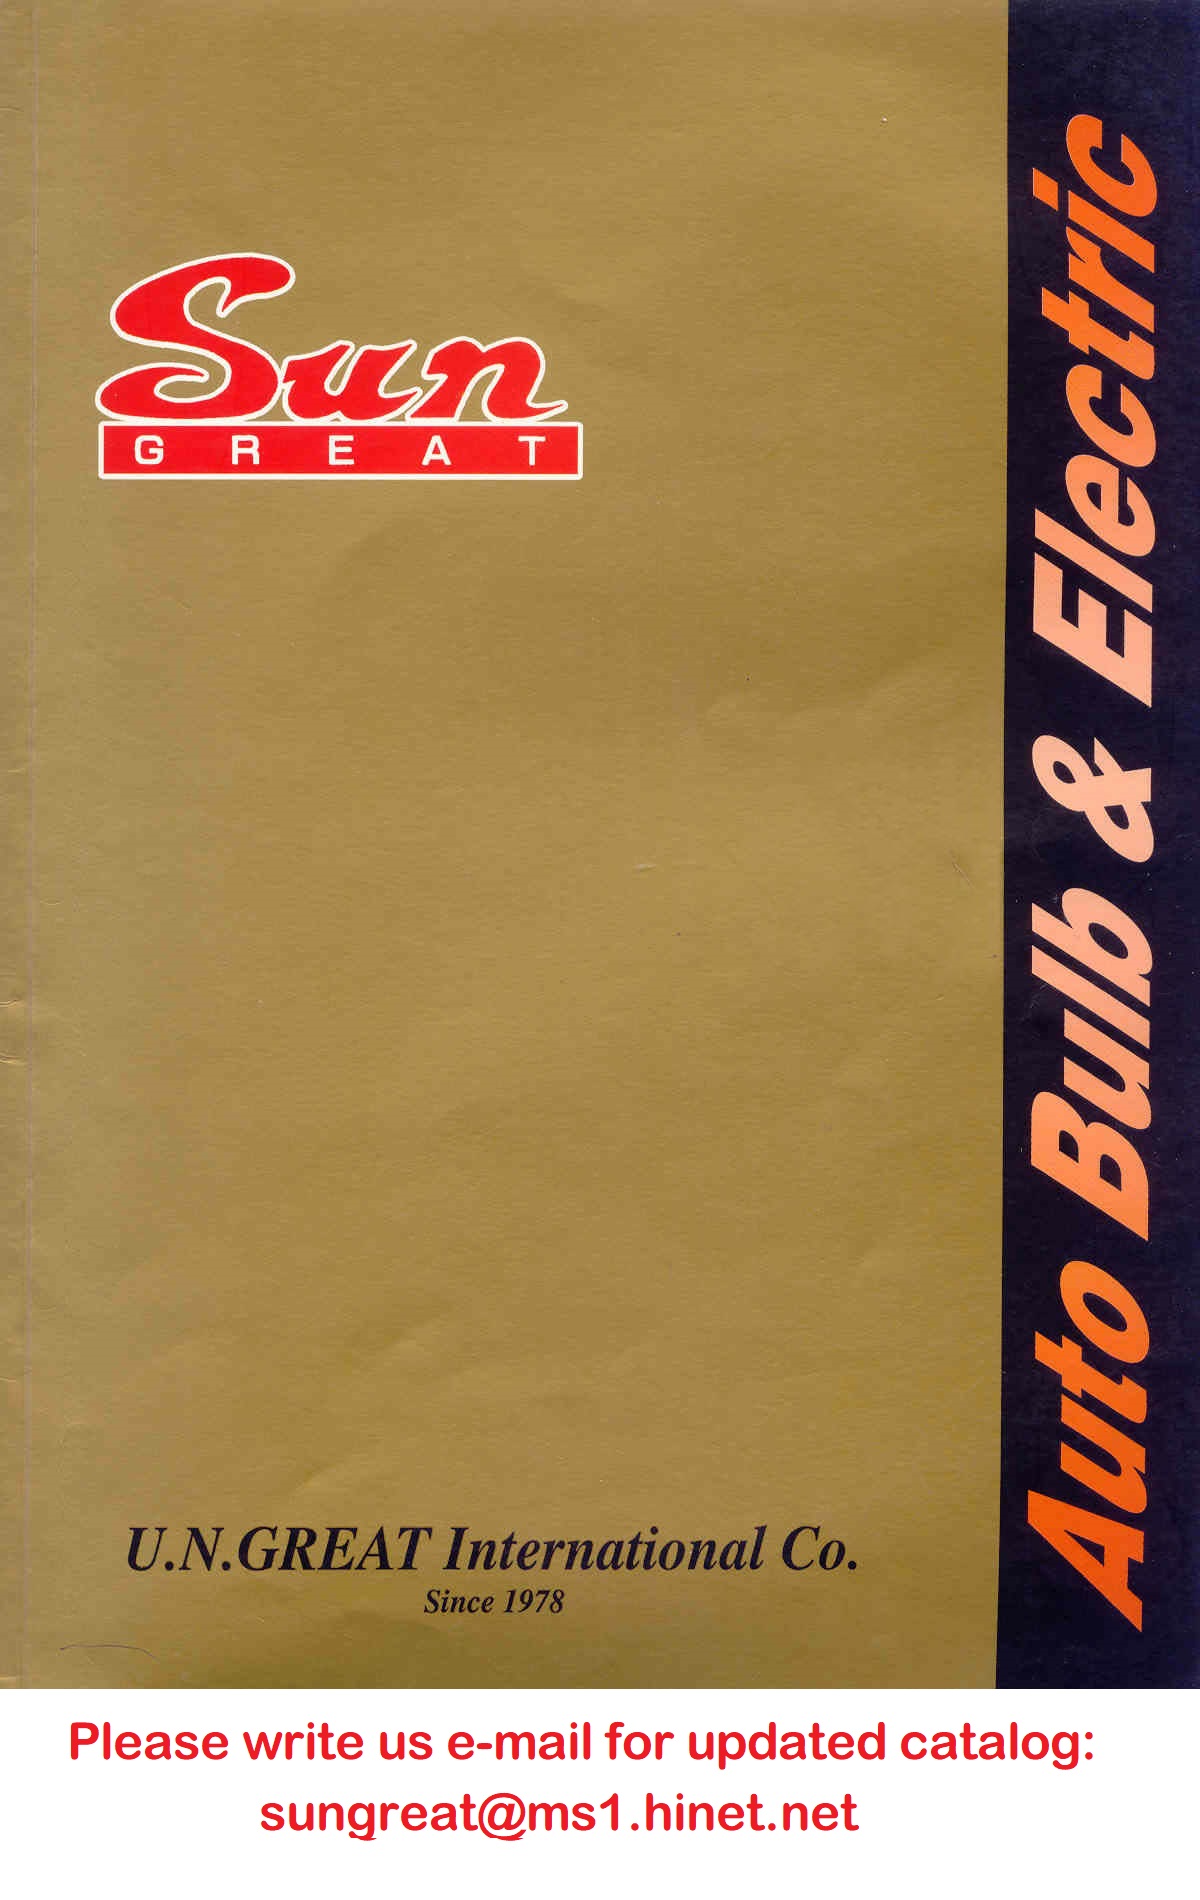 Sun
GREAT
Auto Bulb & Electric
U.N.GREAT International Co.
Since 1978
Please write us e-mail for updated catalog:
sungreat@ms1.hinet.net